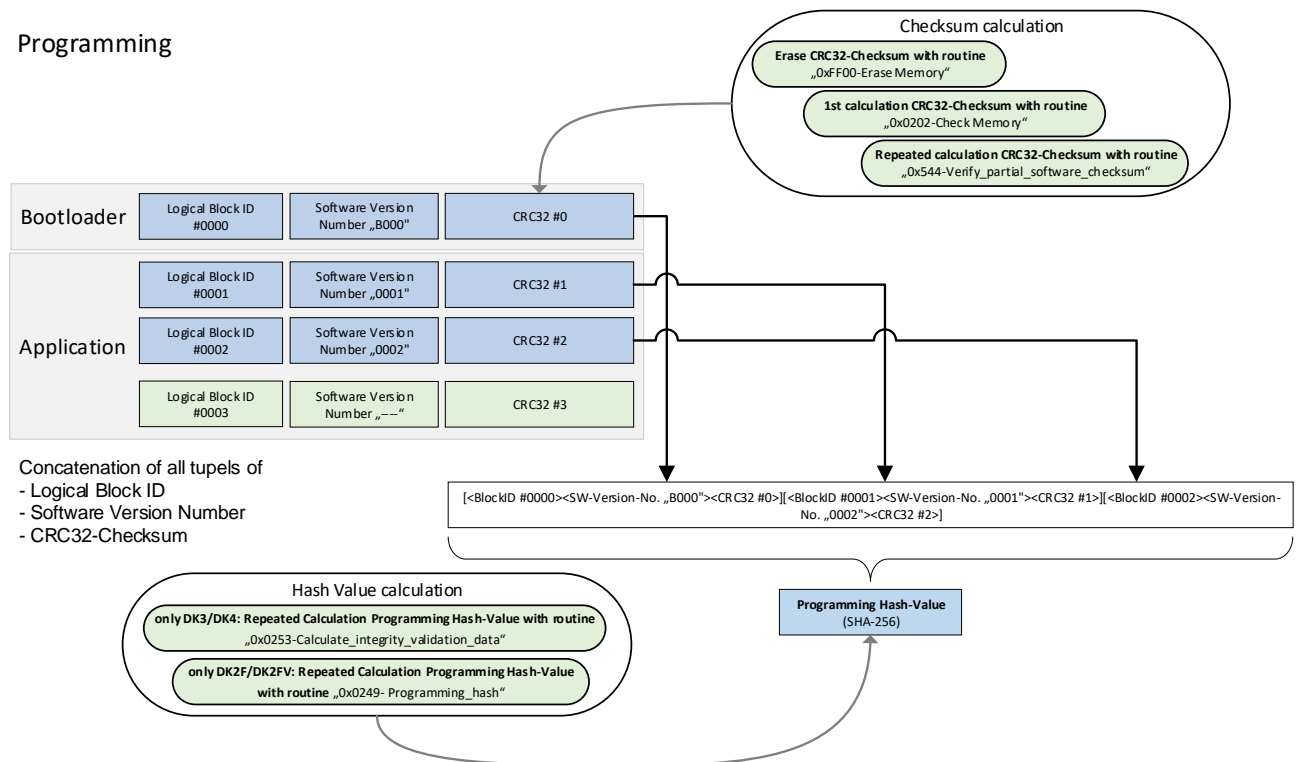 Programming
Checksum calculation
Erase CRC32-Checksum with routine
„0xFF00-Erase Memory“
1st calculation CRC32-Checksum with routine
„0x0202-Check Memory“
Repeated calculation CRC32-Checksum with routine
„0x544-Verify_partial_software_checksum“
Bootloader
Logical Block ID
#0000
Software Version
Number „B000"
CRC32 #0
Application
Logical Block ID
#0001
Software Version
Number „0001"
CRC32 #1
Logical Block ID
#0002
Software Version
Number „0002"
CRC32 #2
Logical Block ID
#0003
Software Version
Number „----“
CRC32 #3
Concatenation of all tupels of
- Logical Block ID
- Software Version Number
- CRC32-Checksum
[<BlockID #0000><SW-Version-No. „B000"><CRC32 #0>][<BlockID #0001><SW-Version-No. „0001"><CRC32 #1>][<BlockID #0002><SW-Version-
No. „0002"><CRC32 #2>]
Hash Value calculation
only DK3/DK4: Repeated Calculation Programming Hash-Value with routine
„0x0253-Calculate_integrity_validation_data“
only DK2F/DK2FV: Repeated Calculation Programming Hash-Value
with routine „0x0249- Programming_hash“
Programming Hash-Value
(SHA-256)